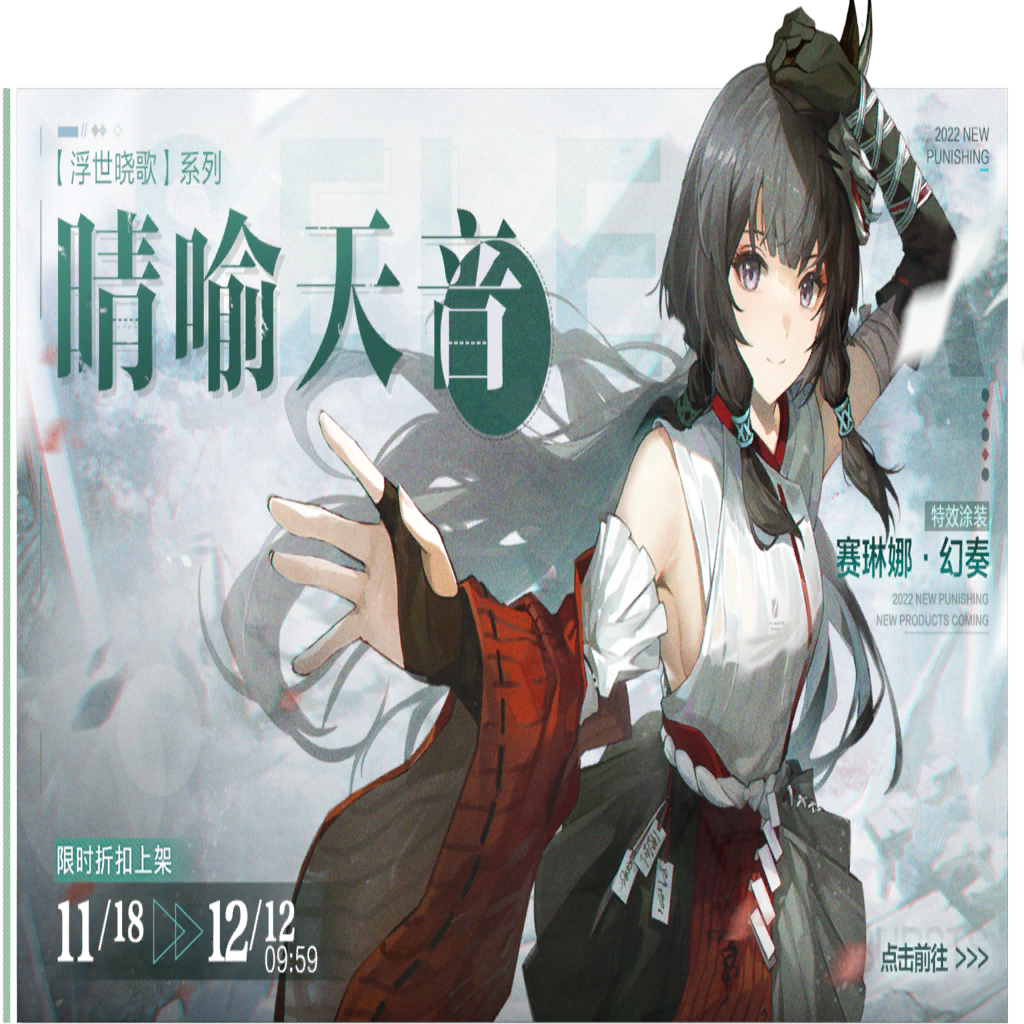 【浮世晓歌】系列
晴喻天音
2022 NEW
PUNISHING
特效涂装
赛琳娜·幻奏
2022 NEW PUNISHING
NEW PRODUCTS COMING
限时折扣上架
11/18 12/12
09:59
点击前往 >>>